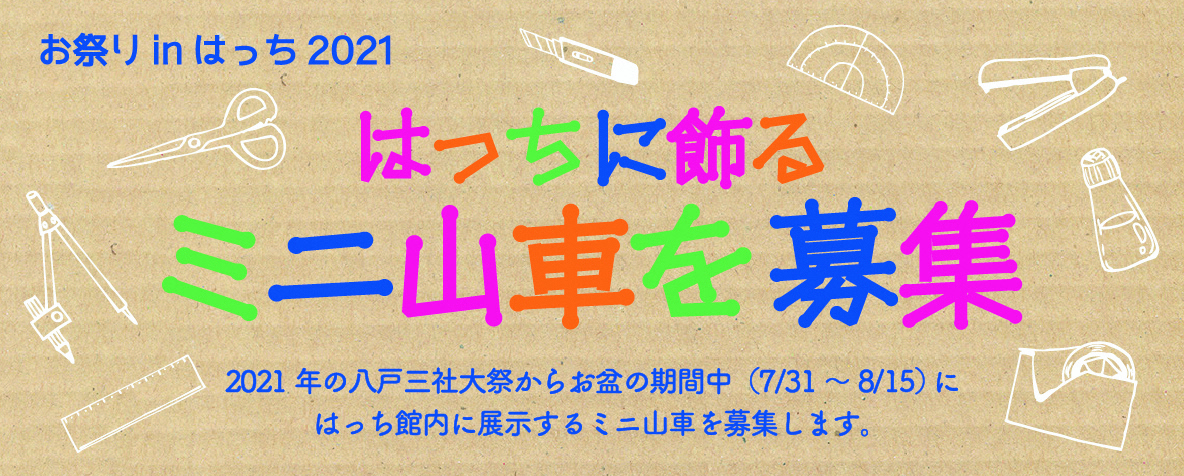 お祭り in はっち 2021
はっちに飾る
ミニ山車を募集
2021 年の八戸三社大祭からお盆の期間中（7/31 ～ 8/15）に
はっち館内に展示するミニ山車を募集します。